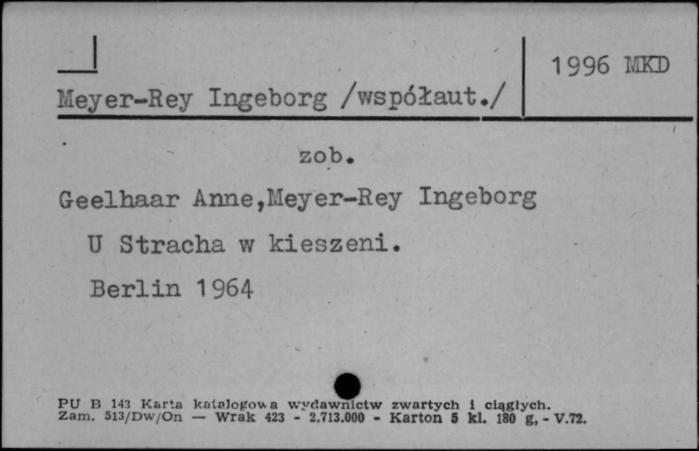 1996 MKD
Meyer-Rey Ingeborg /współaut./
zob.
Geelhaar Anne,Meyer-Rey Ingeborg
U Stracha w kieszeni.
Berlin 1964
PU B 143 Karta katalogowa wydawnictw zwartych i ciągłych.
Zam. 513/Dw/On — Wrak 423 - 2.713.000 - Karton 5 kl. 180 g, - V.72.